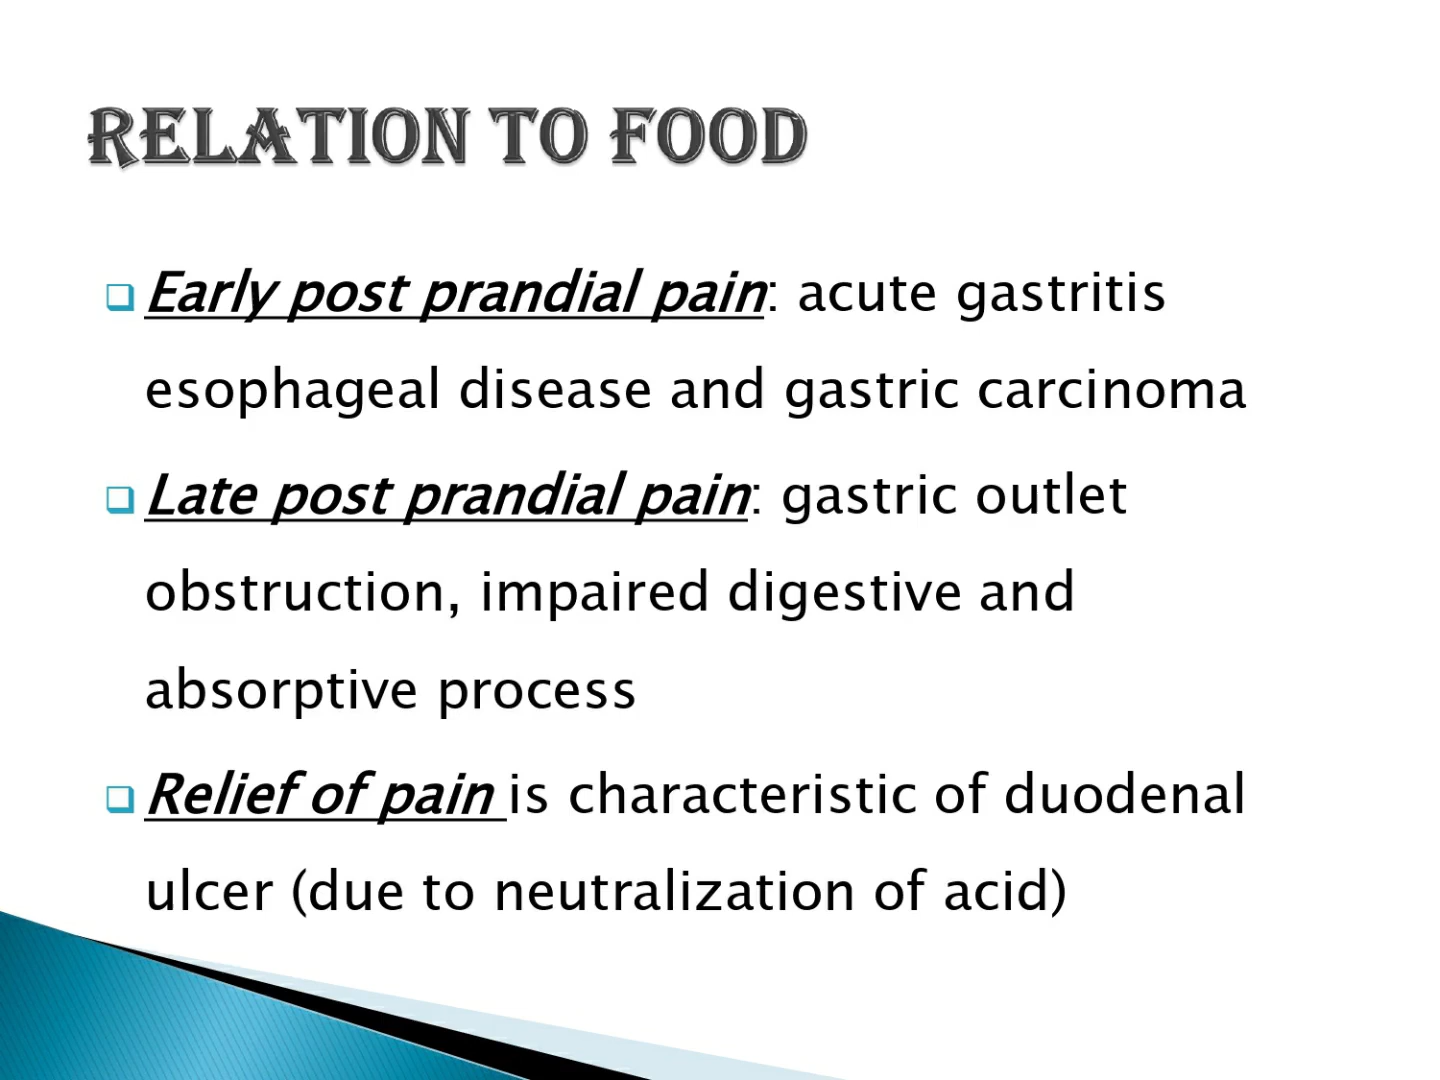 RELATION TO FOOD
Early post prandial pain: acute gastritis
esophageal disease and gastric carcinoma
Late post prandial pain: gastric outlet
obstruction, impaired digestive and
absorptive process
Relief of pain is characteristic of duodenal
ulcer (due to neutralization of acid)